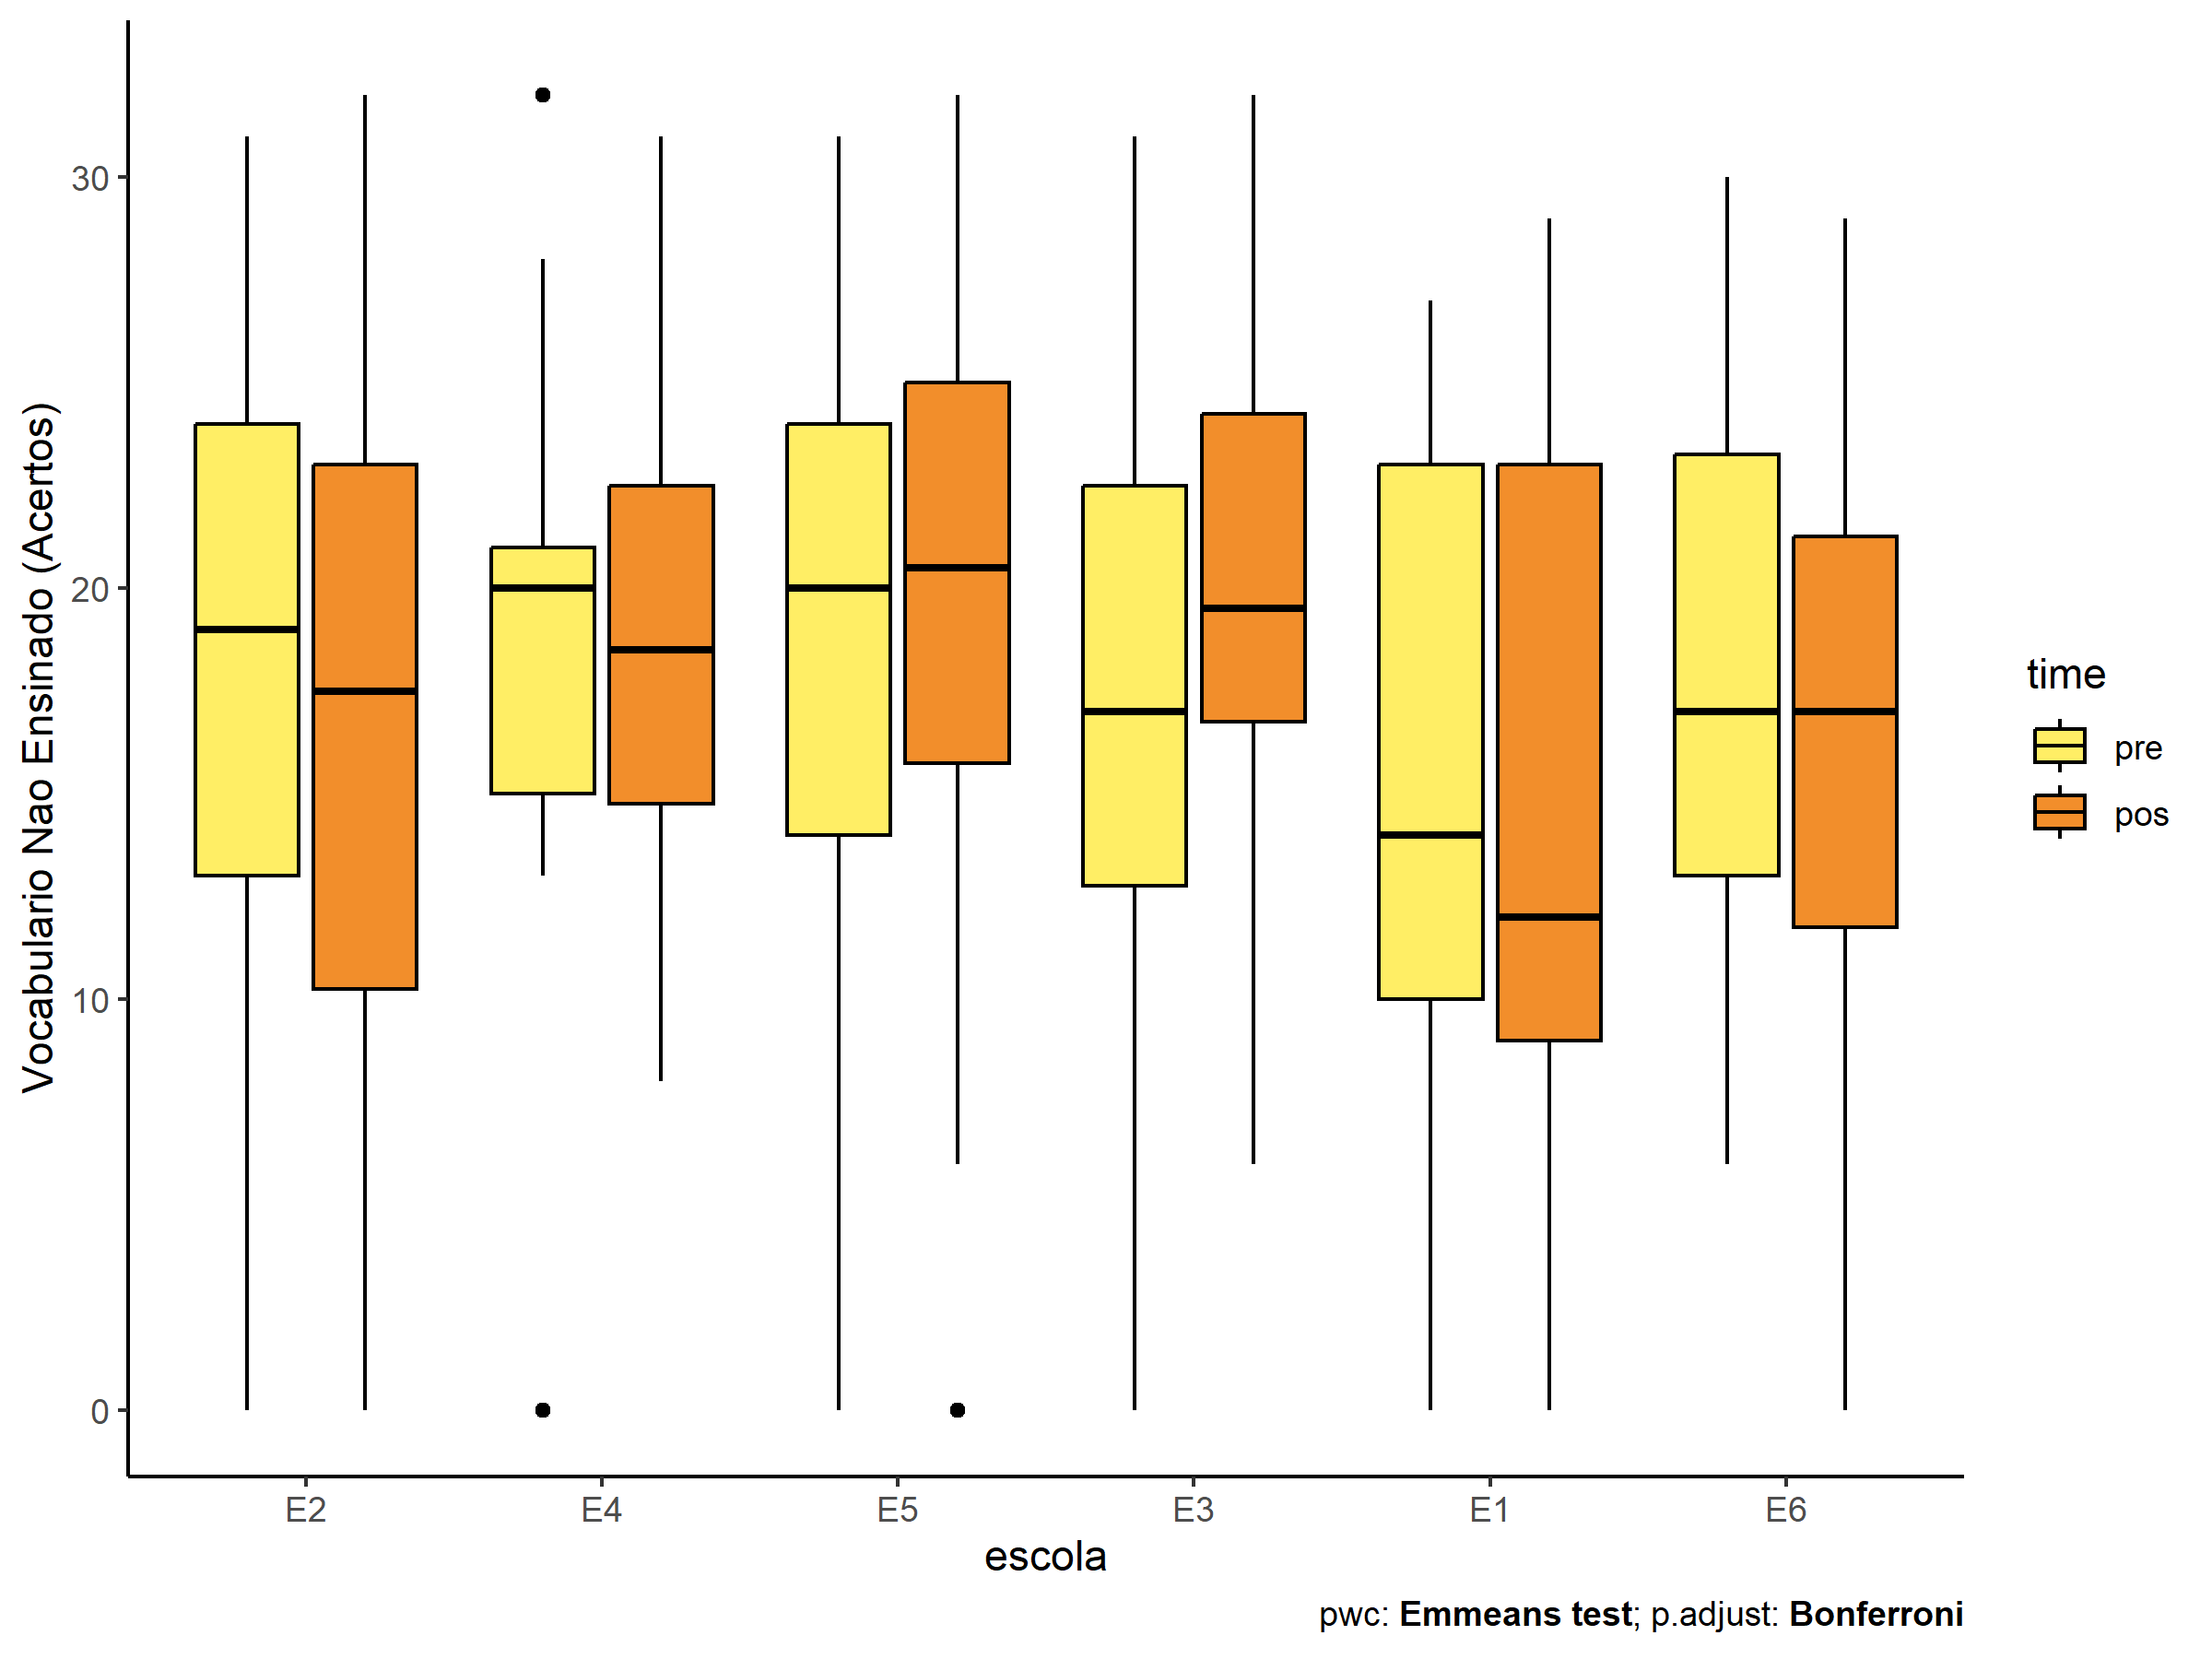 Vocabulario Nao Ensinado (Acertos)
30
20
10
0
E2 E4 E5 E3 E1 E6
escola
time
pre
pos
pwc: Emmeans test; p.adjust: Bonferroni